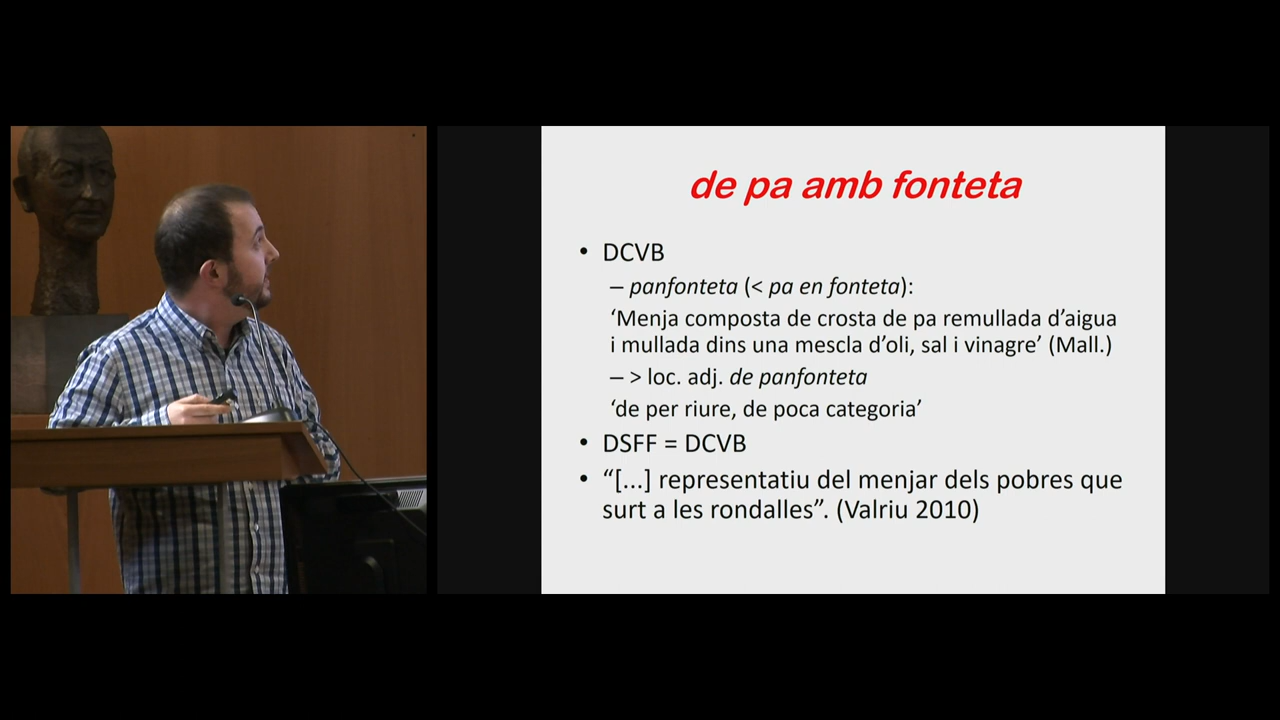 de pa amb fonteta
• DCVB
– panfonteta (< pa en fonteta):
‘Menja composta de crosta de pa remullada d’aigua
i mullada dins una mescla d’oli, sal i vinagre’ (Mall.)
– > loc. adj. de panfonteta
‘de per riure, de poca categoria’
• DSFF = DCVB
• “[...] representatiu del menjar dels pobres que
surt a les rondalles”. (Valriu 2010)